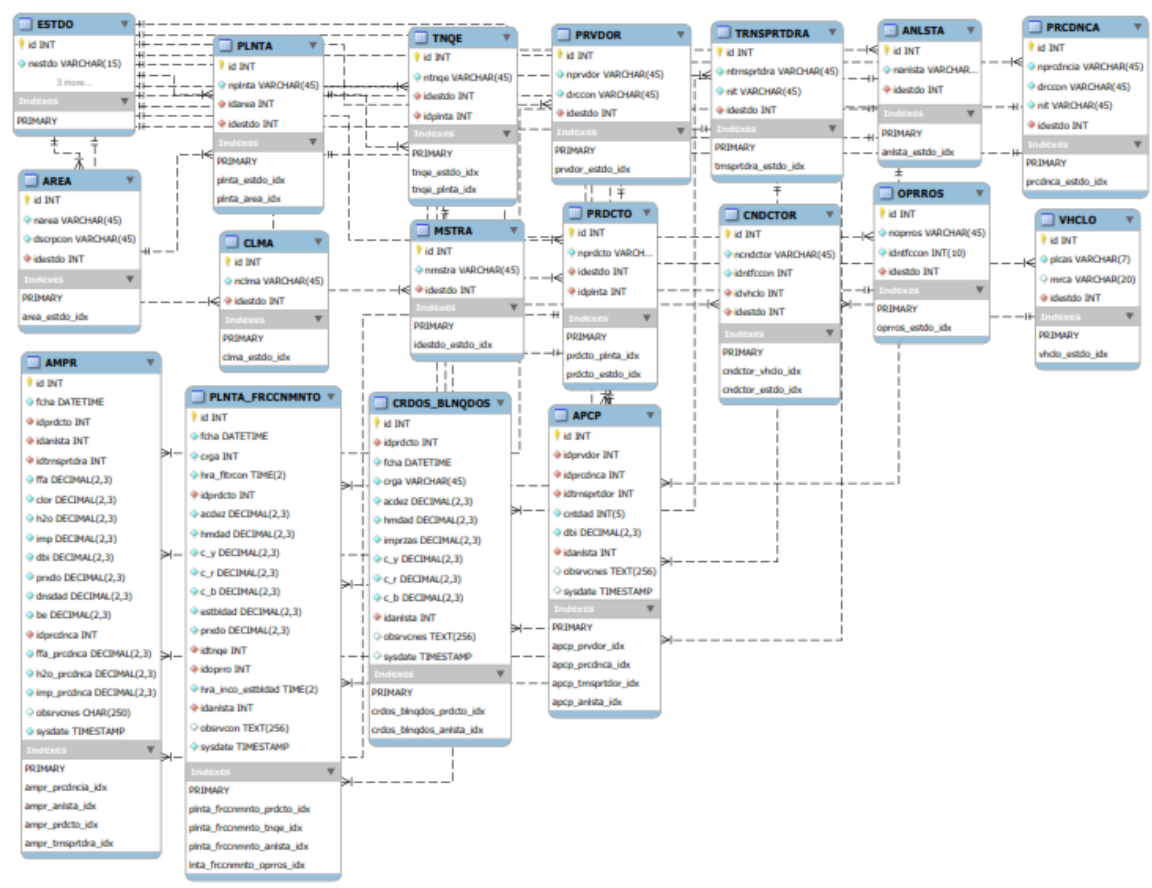 ESTDO
id INT
nestdo VARCHAR(15)
3 more...
Indexes
PRIMARY
PLNTA
id INT
nplnta VARCHAR(45)
idarea INT
idestdo INT
Indexes
PRIMARY
plnta_estdo_idx
plnta_area_idx
TNQE
id INT
ntnqe VARCHAR(45)
idestdo INT
idplnta INT
Indexes
PRIMARY
tnqe_estdo_idx
tnqe_plnta_idx
PRVDOR
id INT
nprvdor VARCHAR(45)
drccon VARCHAR(45)
idestdo INT
Indexes
PRIMARY
prvdor_estdo_idx
TRNSPRTDRA
id INT
ntrnsprtdra VARCHAR(45)
nit VARCHAR(45)
idestdo INT
Indexes
PRIMARY
trnsprtdra_estdo_idx
ANLSTA
id INT
nanlsta VARCHAR...
idestdo INT
Indexes
PRIMARY
anlsta_estdo_idx
PRCDNCA
id INT
nprcdncia VARCHAR(45)
drccon VARCHAR(45)
nit VARCHAR(45)
idestdo INT
Indexes
PRIMARY
prcdnca_estdo_idx
AREA
id INT
narea VARCHAR(45)
dscrpcon VARCHAR(45)
idestdo INT
Indexes
PRIMARY
area_estdo_idx
CLMA
id INT
nclma VARCHAR(45)
idestdo INT
Indexes
PRIMARY
clma_estdo_idx
MSTRA
id INT
nmstra VARCHAR(45)
idestdo INT
Indexes
PRIMARY
idestdo_estdo_idx
PRDCTO
id INT
nprdcto VARCH...
idestdo INT
idplnta INT
Indexes
PRIMARY
prdcto_plnta_idx
prdcto_estdo_idx
CNDCTOR
id INT
ncndctor VARCHAR(45)
idntfccon INT
idvhclo INT
idestdo INT
Indexes
PRIMARY
cndctor_vhclo_idx
cndctor_estdo_idx
OPRROS
id INT
noprros VARCHAR(45)
idntfccon INT(10)
idestdo INT
Indexes
PRIMARY
oprros_estdo_idx
VHCLO
id INT
plcas VARCHAR(7)
mrca VARCHAR(20)
idestdo INT
Indexes
PRIMARY
vhclo_estdo_idx
AMPR
id INT
fcha DATETIME
idprdcto INT
idanlsta INT
idtrnsprtdra INT
ffa DECIMAL(2,3)
clor DECIMAL(2,3)
h2o DECIMAL(2,3)
imp DECIMAL(2,3)
dbi DECIMAL(2,3)
prxdo DECIMAL(2,3)
dnsdad DECIMAL(2,3)
be DECIMAL(2,3)
idprcdnca INT
ffa_prcdnca DECIMAL(2,3)
h2o_prcdnca DECIMAL(2,3)
imp_prcdnca DECIMAL(2,3)
obsrvcnes CHAR(250)
sysdate TIMESTAMP
Indexes
PRIMARY
ampr_prcdncia_idx
ampr_anlsta_idx
ampr_prdcto_idx
ampr_trnsprtdra_idx
PLNTA_FRCCNMNTO
id INT
fcha DATETIME
crga INT
hra_fltrcon TIME(2)
idprdcto INT
acdez DECIMAL(2,3)
hmdad DECIMAL(2,3)
c_y DECIMAL(2,3)
c_r DECIMAL(2,3)
c_b DECIMAL(2,3)
estbldad DECIMAL(2,3)
prxdo DECIMAL(2,3)
idtnqe INT
idoprro INT
hra_inco_estbldad TIME(2)
idanlsta INT
obsrvcon TEXT(256)
sysdate TIMESTAMP
Indexes
PRIMARY
plnta_frccnmnto_prdcto_idx
plnta_frccnmnto_tnqe_idx
plnta_frccnmnto_anlsta_idx
lnta_frccnmnto_oprros_idx
CRDOS_BLNQDOS
id INT
idprdcto INT
fcha DATETIME
crga VARCHAR(45)
acdez DECIMAL(2,3)
hmdad DECIMAL(2,3)
imprzas DECIMAL(2,3)
c_y DECIMAL(2,3)
c_r DECIMAL(2,3)
c_b DECIMAL(2,3)
idanlsta INT
obsrvcnes TEXT(256)
sysdate TIMESTAMP
Indexes
PRIMARY
crdos_blnqdos_prdcto_idx
crdos_blnqdos_anlsta_idx
APCP
id INT
idprvdor INT
idprcdnca INT
idtrnsprtdor INT
cntdad INT(5)
dbi DECIMAL(2,3)
idanlsta INT
obsrvcnes TEXT(256)
sysdate TIMESTAMP
Indexes
PRIMARY
apcp_prvdor_idx
apcp_prcdnca_idx
apcp_trnsprtdor_idx
apcp_anlsta_idx